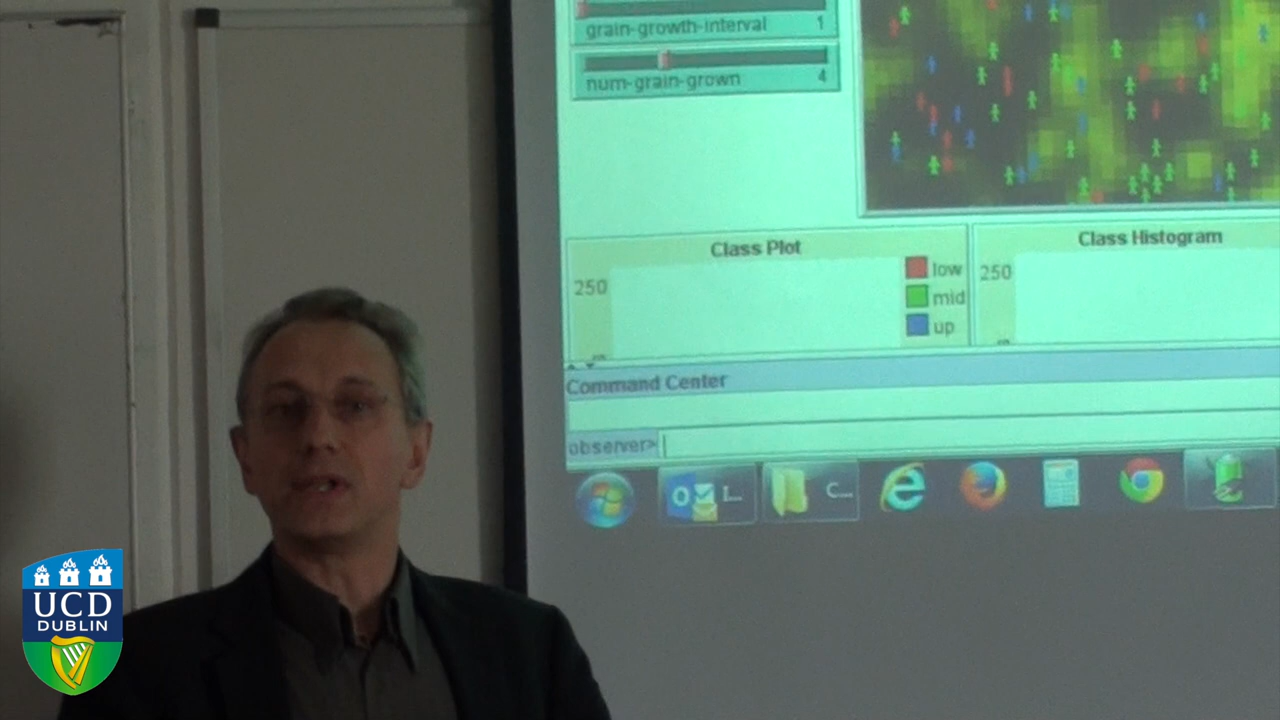 grain-growth-interval 1
num-grain-grown 4
Class Plot
250
low
mid
up
Class Histogram
250
Command Center
observer>
I...
C...
UCD
DUBLIN